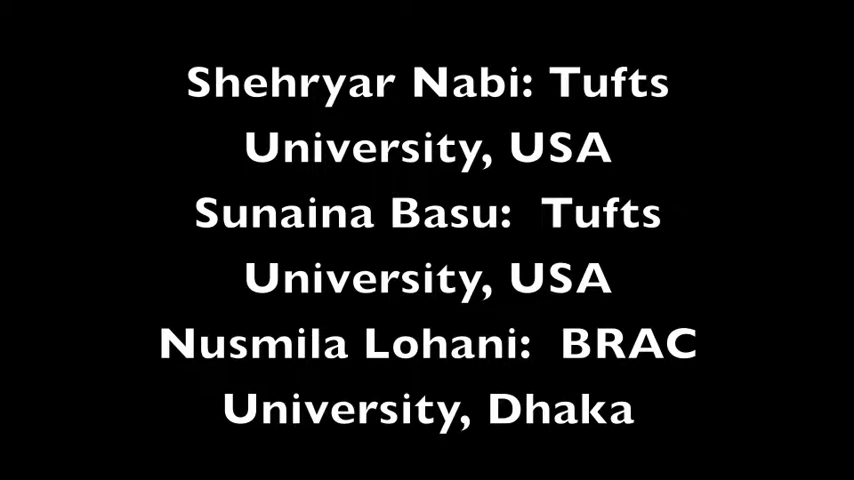 Shehryar Nabi: Tufts
University, USA
Sunaina Basu:  Tufts
University, USA
Nusmila Lohani:  BRAC
University, Dhaka